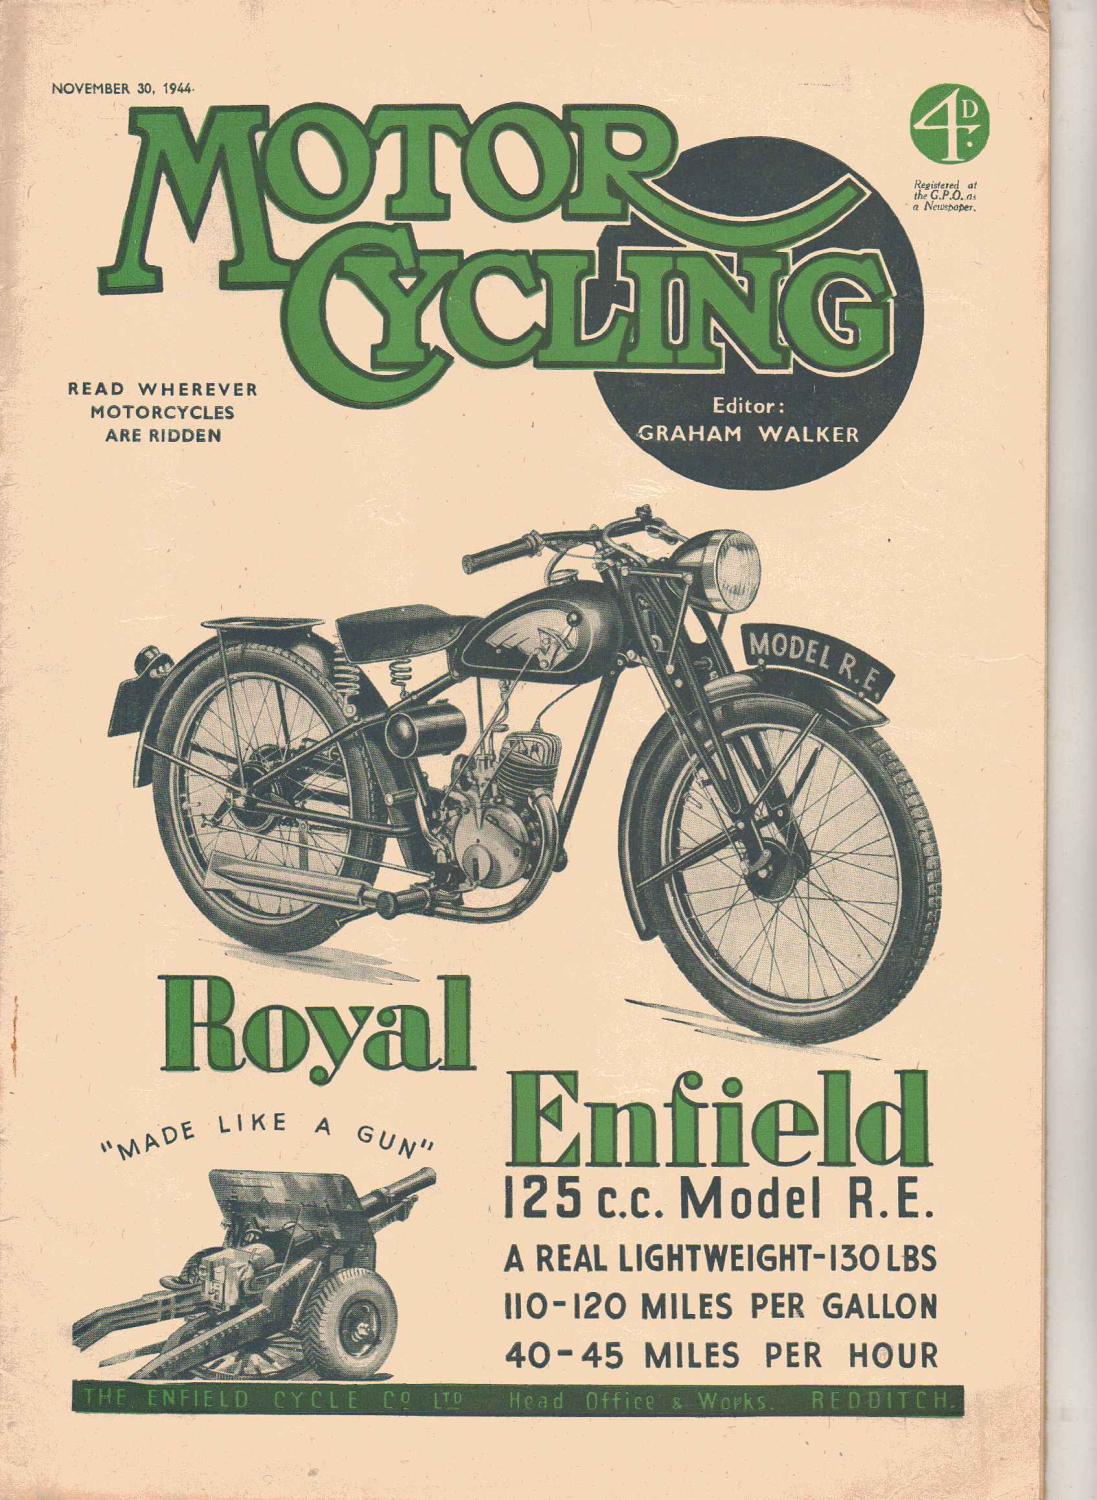 NOVEMBER 30, 1944.
MOTOR
CYCLING
4D.
Registered at
the G.P.O. as
a Newspaper.
READ WHEREVER
MOTORCYCLES
ARE RIDDEN
Editor:
GRAHAM WALKER
MODEL R.E.
Royal
Enfield
"MADE LIKE A GUN"
125 c.c. Model R.E.
A REAL LIGHTWEIGHT-130 LBS
110-120 MILES PER GALLON
40-45 MILES PER HOUR
THE ENFIELD CYCLE CO LTD Head Office & Works. REDDITCH.